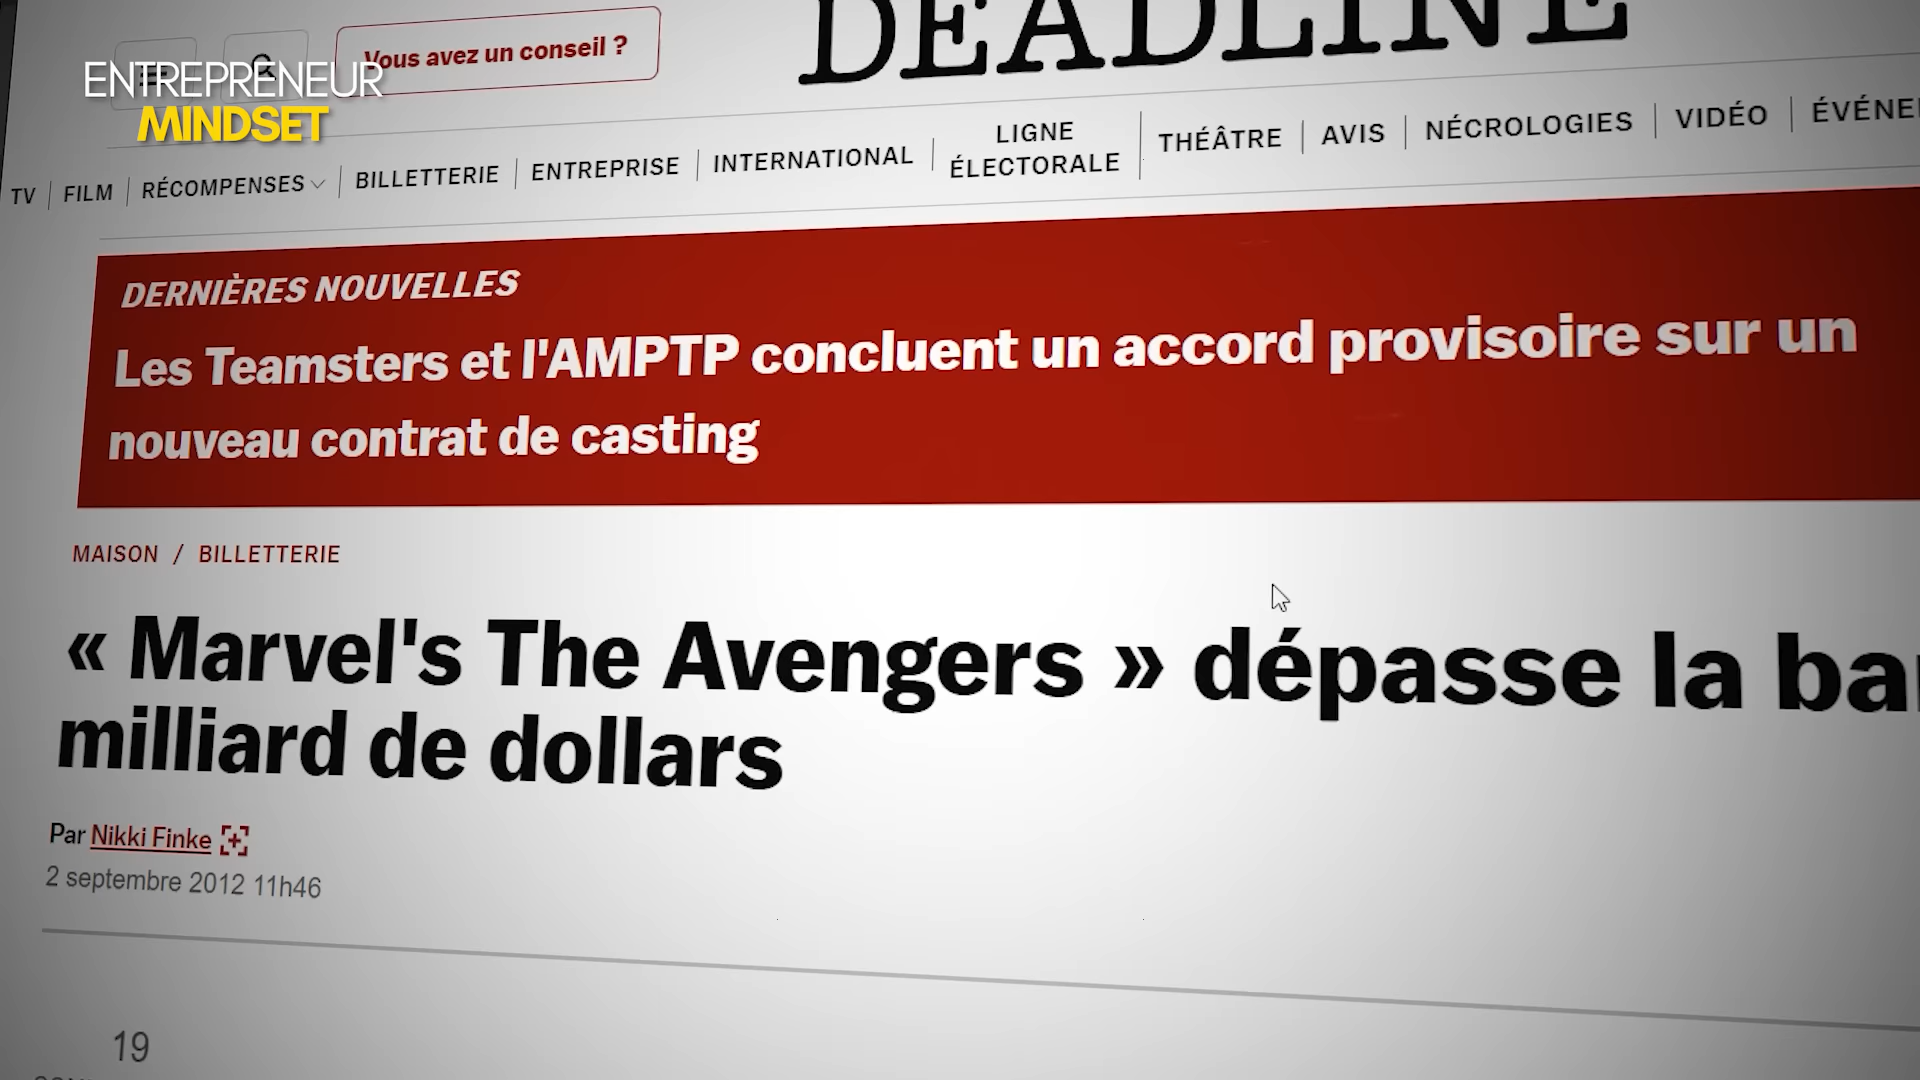 DEADLINE
Vous avez un conseil ?
ENTREPRENEUR
MINDSET
TV | FILM | RÉCOMPENSES | BILLETTERIE | ENTREPRISE | INTERNATIONAL | LIGNE ÉLECTORALE | THÉÂTRE | AVIS | NÉCROLOGIES | VIDÉO |
DERNIÈRES NOUVELLES
Les Teamsters et l'AMPTP concluent un accord provisoire sur un
nouveau contrat de casting
MAISON / BILLETTERIE
« Marvel's The Avengers » dépasse la
milliard de dollars
Par Nikki Finke
2 septembre 2012 11h46
19